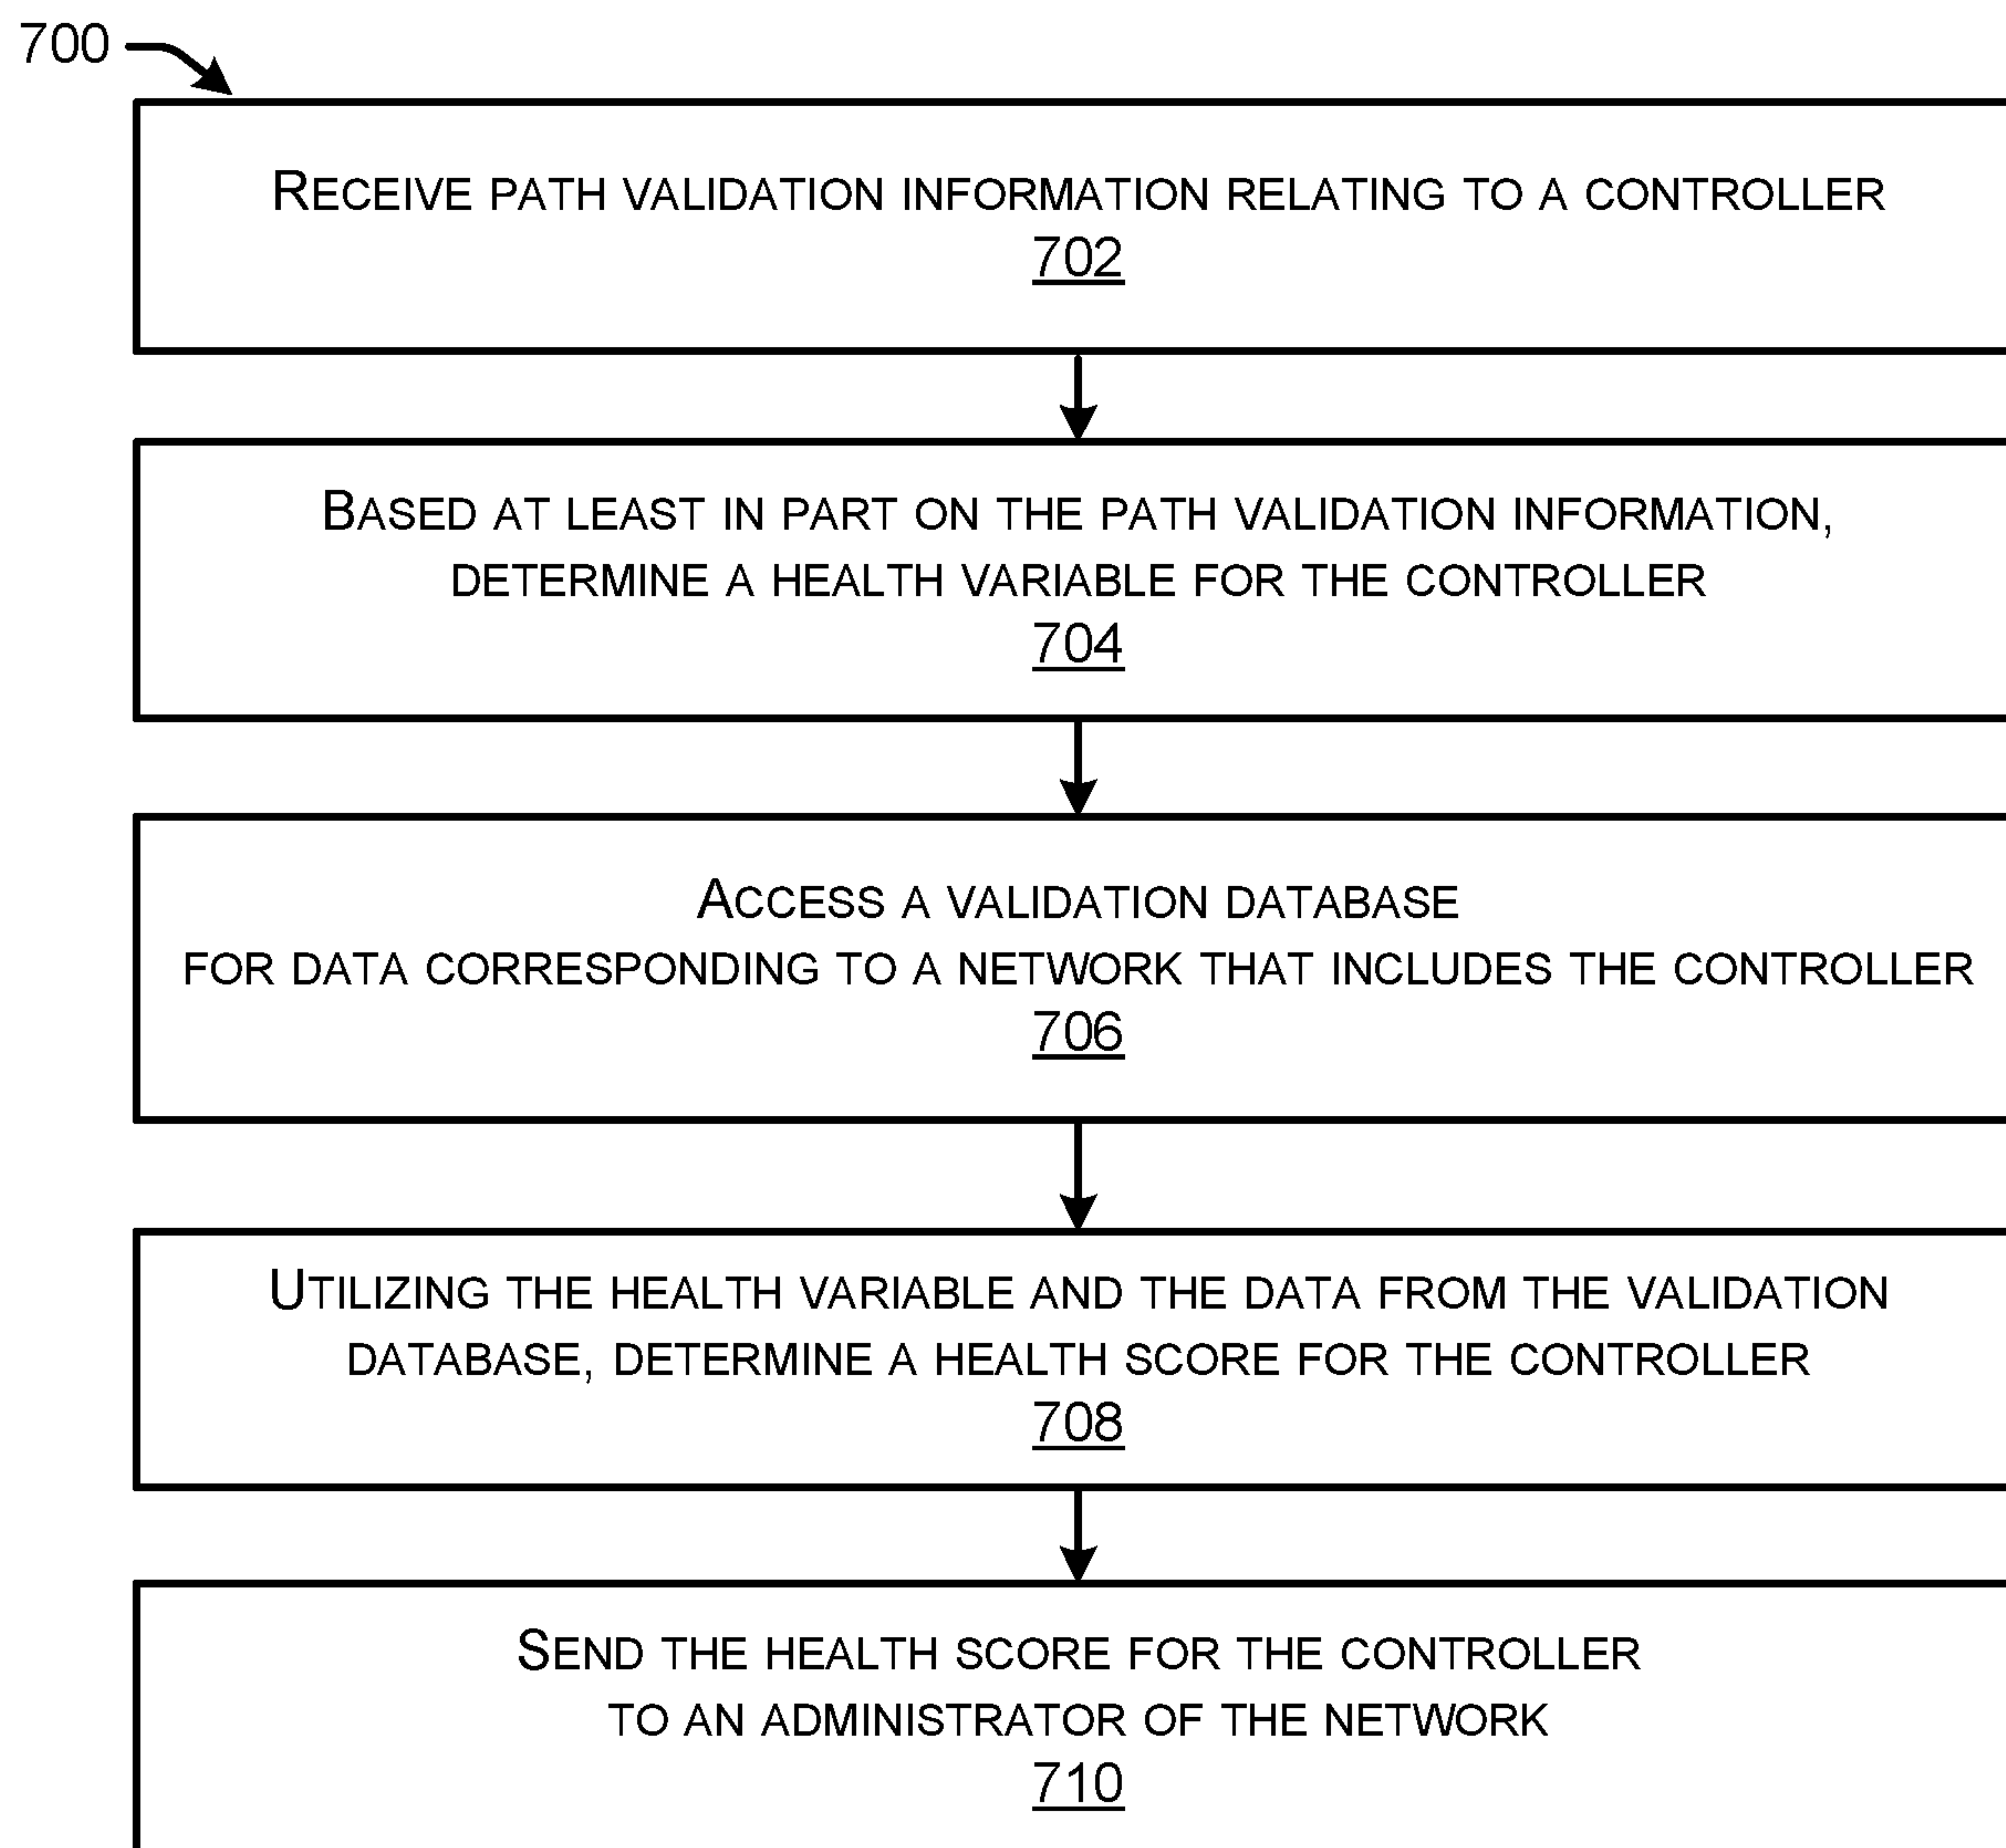 700
RECEIVE PATH VALIDATION INFORMATION RELATING TO A CONTROLLER
702
BASED AT LEAST IN PART ON THE PATH VALIDATION INFORMATION,
DETERMINE A HEALTH VARIABLE FOR THE CONTROLLER
704
ACCESS A VALIDATION DATABASE
FOR DATA CORRESPONDING TO A NETWORK THAT INCLUDES THE CONTROLLER
706
UTILIZING THE HEALTH VARIABLE AND THE DATA FROM THE VALIDATION
DATABASE, DETERMINE A HEALTH SCORE FOR THE CONTROLLER
708
SEND THE HEALTH SCORE FOR THE CONTROLLER
TO AN ADMINISTRATOR OF THE NETWORK
710